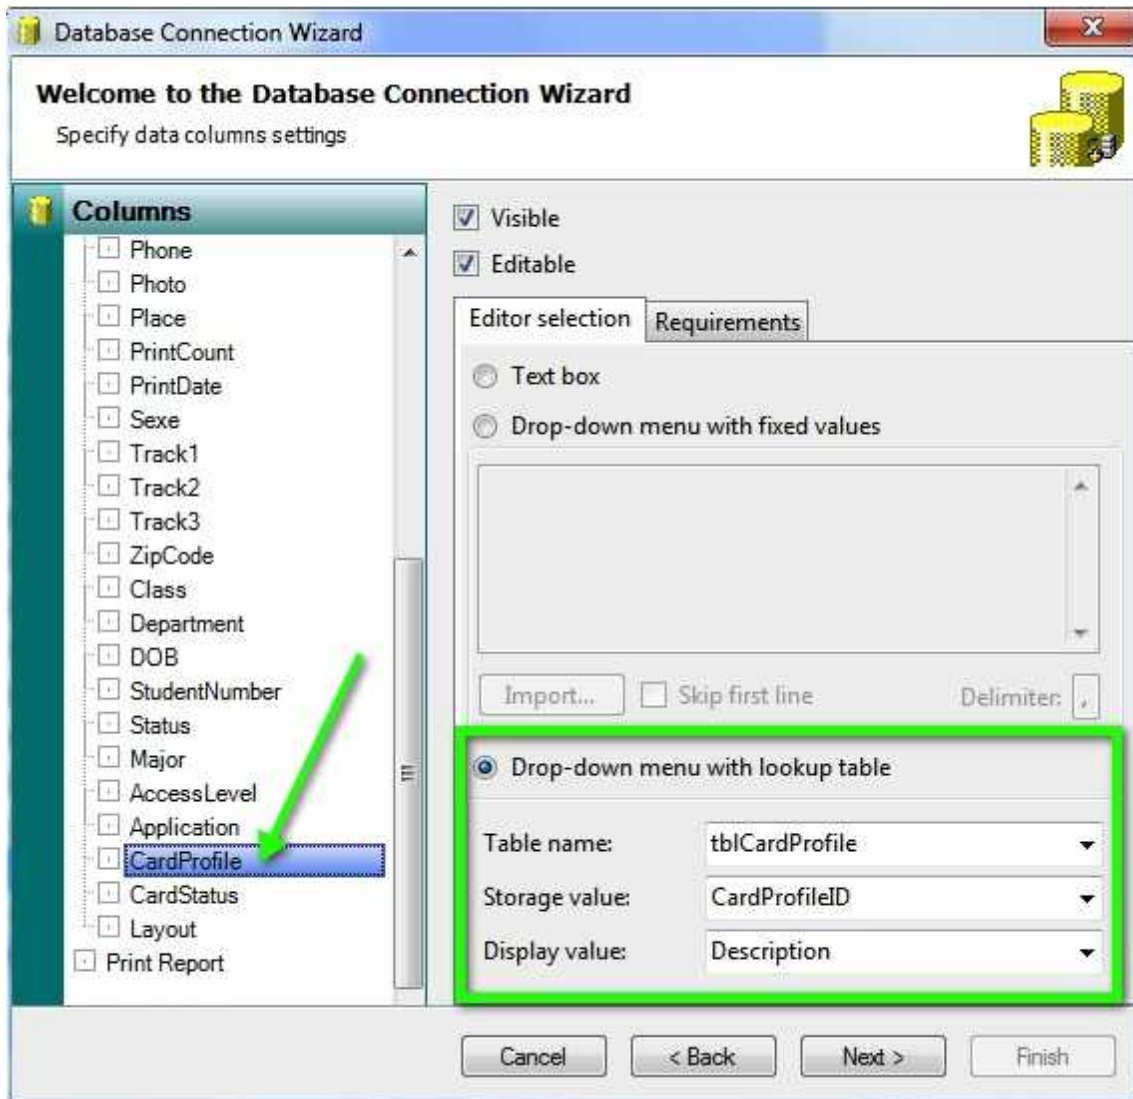 Database Connection Wizard
Welcome to the Database Connection Wizard
Specify data columns settings
Columns
Phone
Photo
Place
PrintCount
PrintDate
Sexe
Track1
Track2
Track3
ZipCode
Class
Department
DOB
StudentNumber
Status
Major
AccessLevel
Application
CardProfile
CardStatus
Layout
Print Report
Visible
Editable
Editor selection Requirements
Text box
Drop-down menu with fixed values
Import... Skip first line Delimiter: ,
Drop-down menu with lookup table
Table name: tblCardProfile
Storage value: CardProfileID
Display value: Description
Cancel < Back Next > Finish